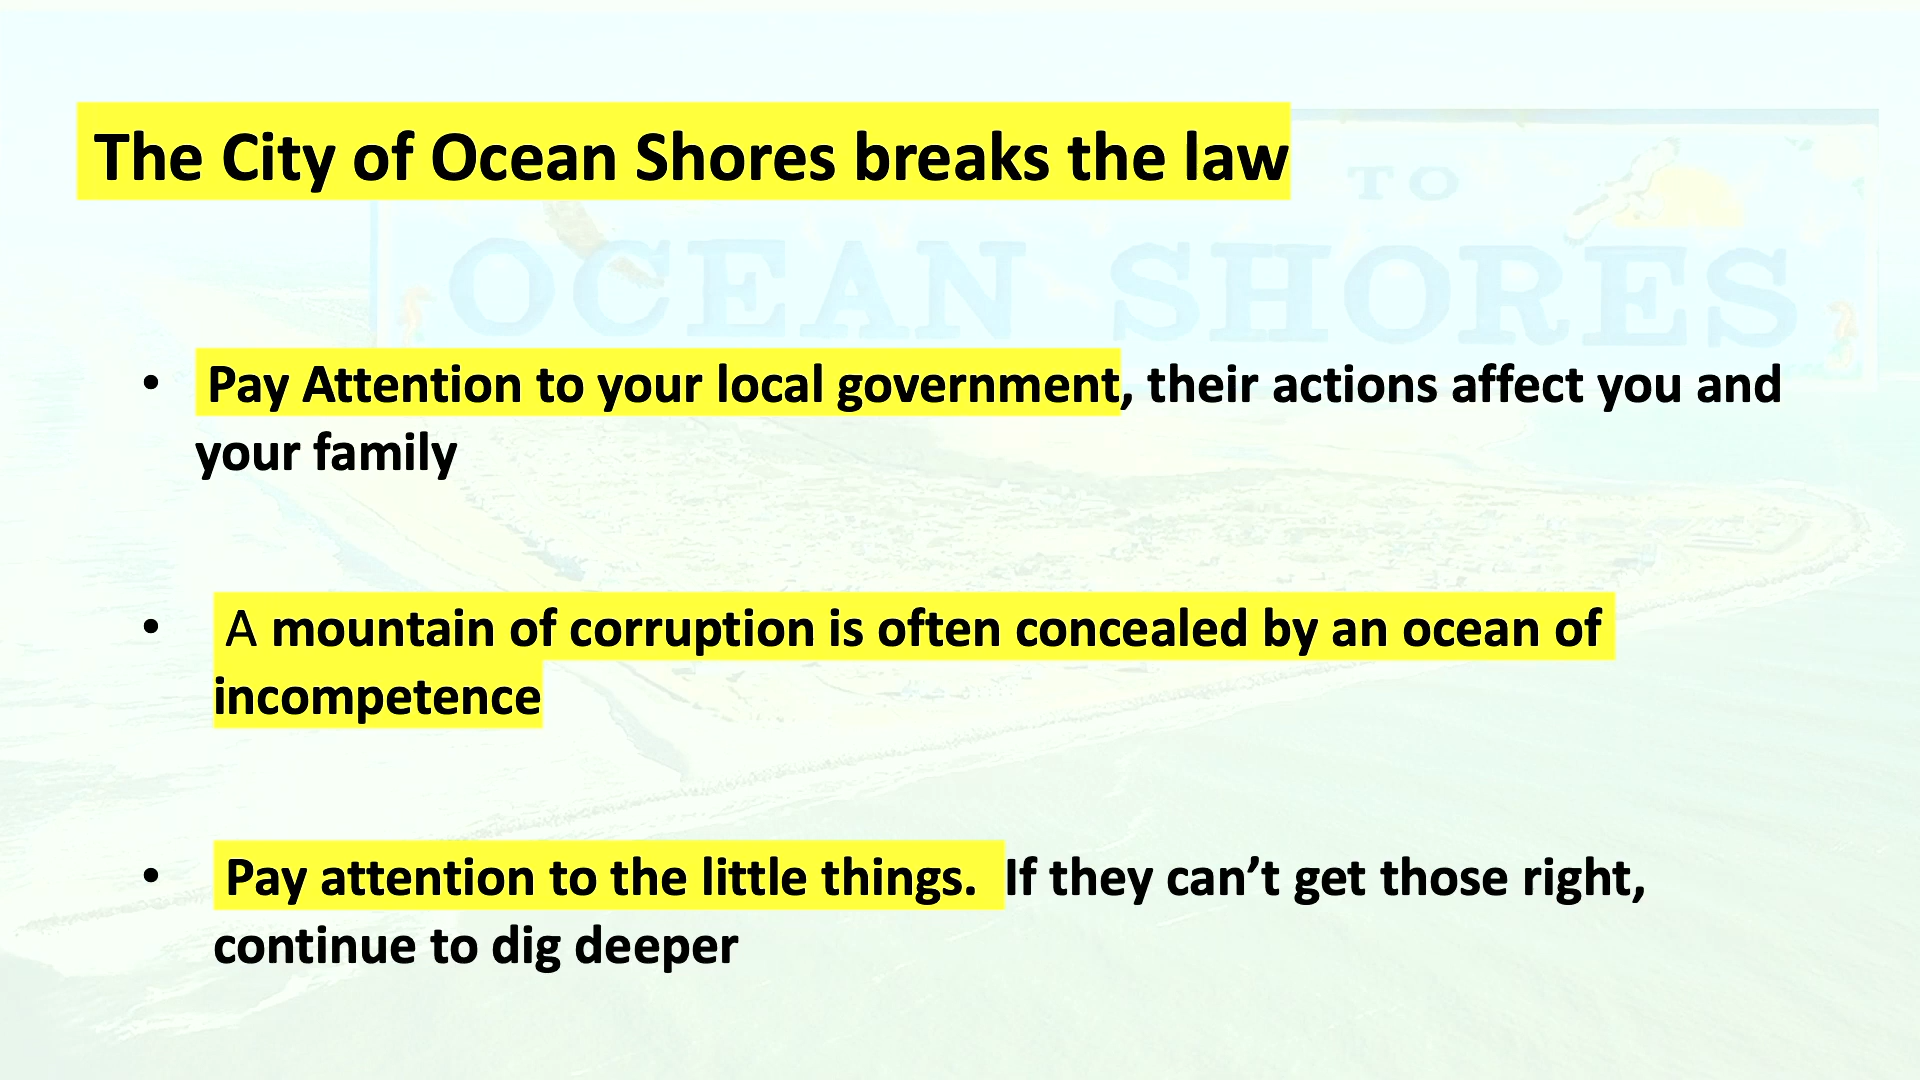 The City of Ocean Shores breaks the law
TO
OCEAN SHORES
• Pay Attention to your local government, their actions affect you and
your family
• A mountain of corruption is often concealed by an ocean of
incompetence
• Pay attention to the little things. If they can’t get those right,
continue to dig deeper